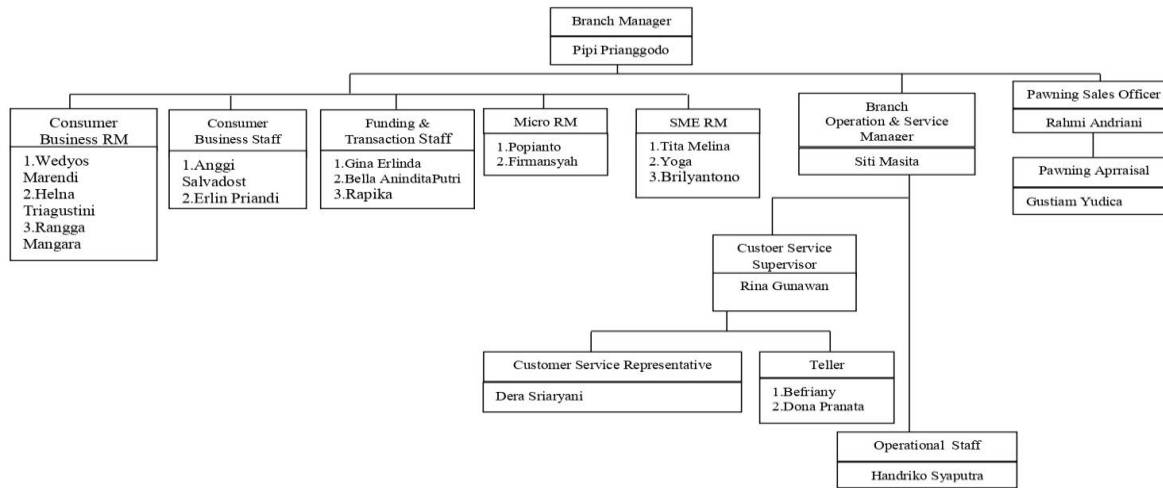 Branch Manager
Pipi Prianggodo
Consumer
Business RM
1.Wedyos
Marendi
2.Helna
Triagustini
3.Rangga
Mangara
Consumer
Business Staff
1.Anggi
Salvadost
2.Erlin Priandi
Funding &
Transaction Staff
1.Gina Erlinda
2.Bella AninditaPutri
3.Rapika
Micro RM
1.Popianto
2.Firmansyah
SME RM
1.Tita Melina
2.Yoga
3.Brilyantono
Branch
Operation & Service
Manager
Siti Masita
Pawning Sales Officer
Rahmi Andriani
Pawning Aprraisal
Gustiam Yudica
Custoer Service
Supervisor
Rina Gunawan
Customer Service Representative
Dera Sriaryani
Teller
1.Befriany
2.Dona Pranata
Operational Staff
Handriko Syaputra